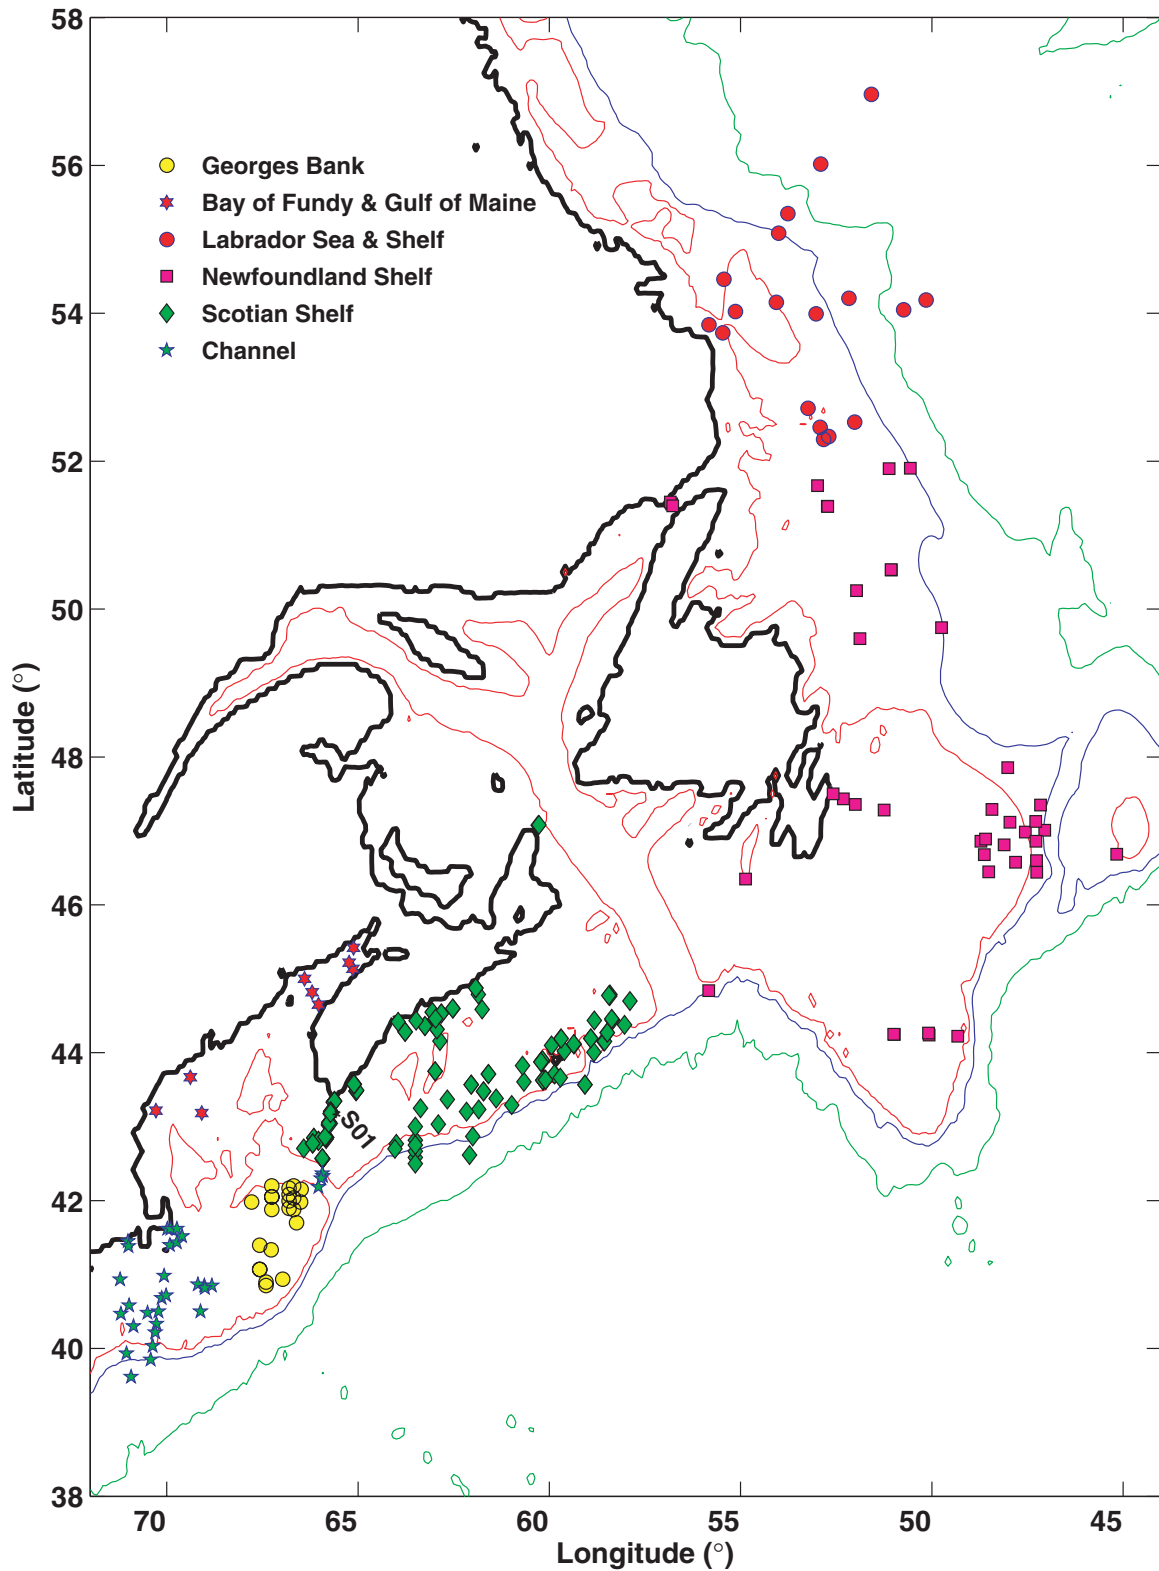 58
56
54
52
50
48
46
44
42
40
38
Latitude (°)
Georges Bank
Bay of Fundy & Gulf of Maine
Labrador Sea & Shelf
Newfoundland Shelf
Scotian Shelf
Channel
S01
70 65 60 55 50 45
Longitude (°)